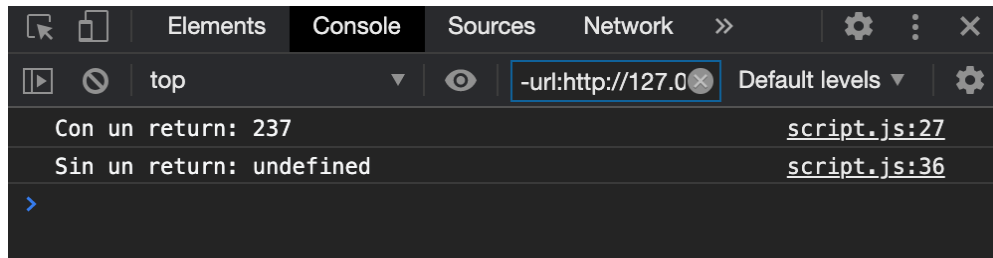 Elements Console Sources Network »
top -url:http://127.0 Default levels
Con un return: 237 script.js:27
Sin un return: undefined script.js:36